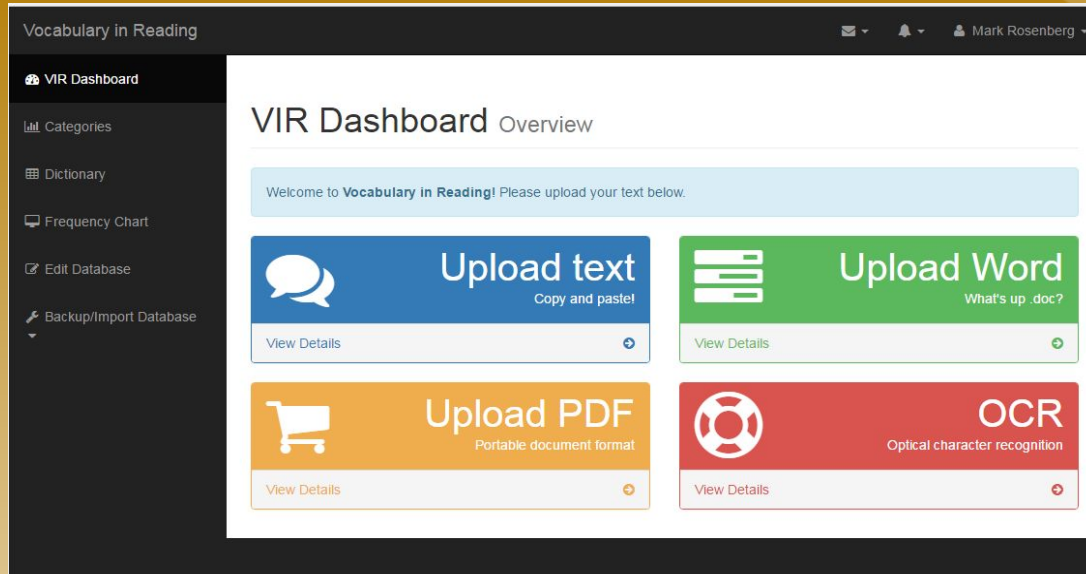 Vocabulary in Reading
Mark Rosenberg
VIR Dashboard
Categories
Dictionary
Frequency Chart
Edit Database
Backup/Import Database
VIR Dashboard Overview
Welcome to Vocabulary in Reading! Please upload your text below.
Upload text
Copy and paste!
View Details
Upload Word
What's up .doc?
View Details
Upload PDF
Portable document format
View Details
OCR
Optical character recognition
View Details